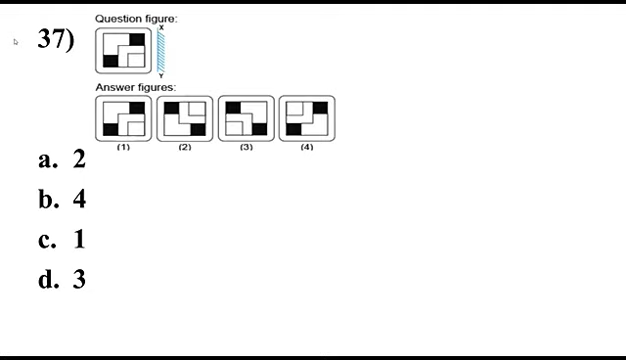 Question figure:
37)
X
Y
Answer figures:
(1) (2) (3) (4)
a. 2
b. 4
c. 1
d. 3